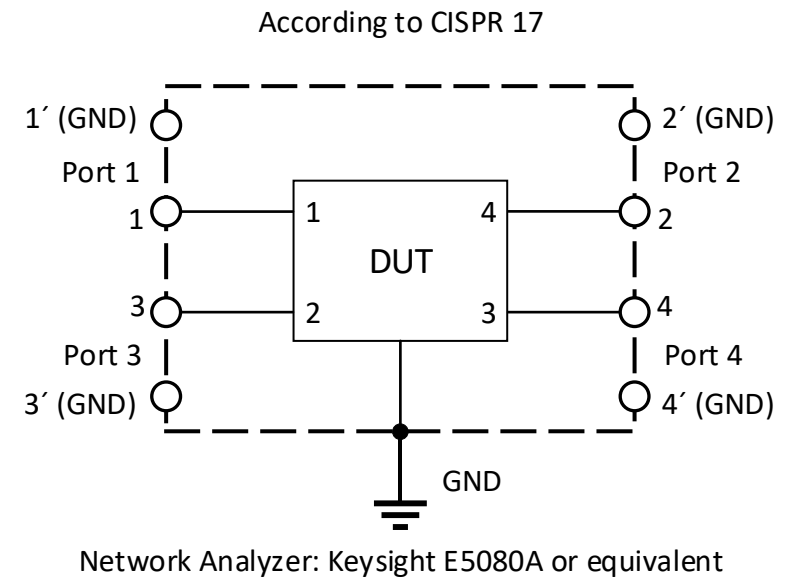 According to CISPR 17
1´ (GND)
2´ (GND)
Port 1
Port 2
1
1
4
2
DUT
3
2
3
4
Port 3
Port 4
3´ (GND)
4´ (GND)
GND
Network Analyzer: Keysight E5080A or equivalent